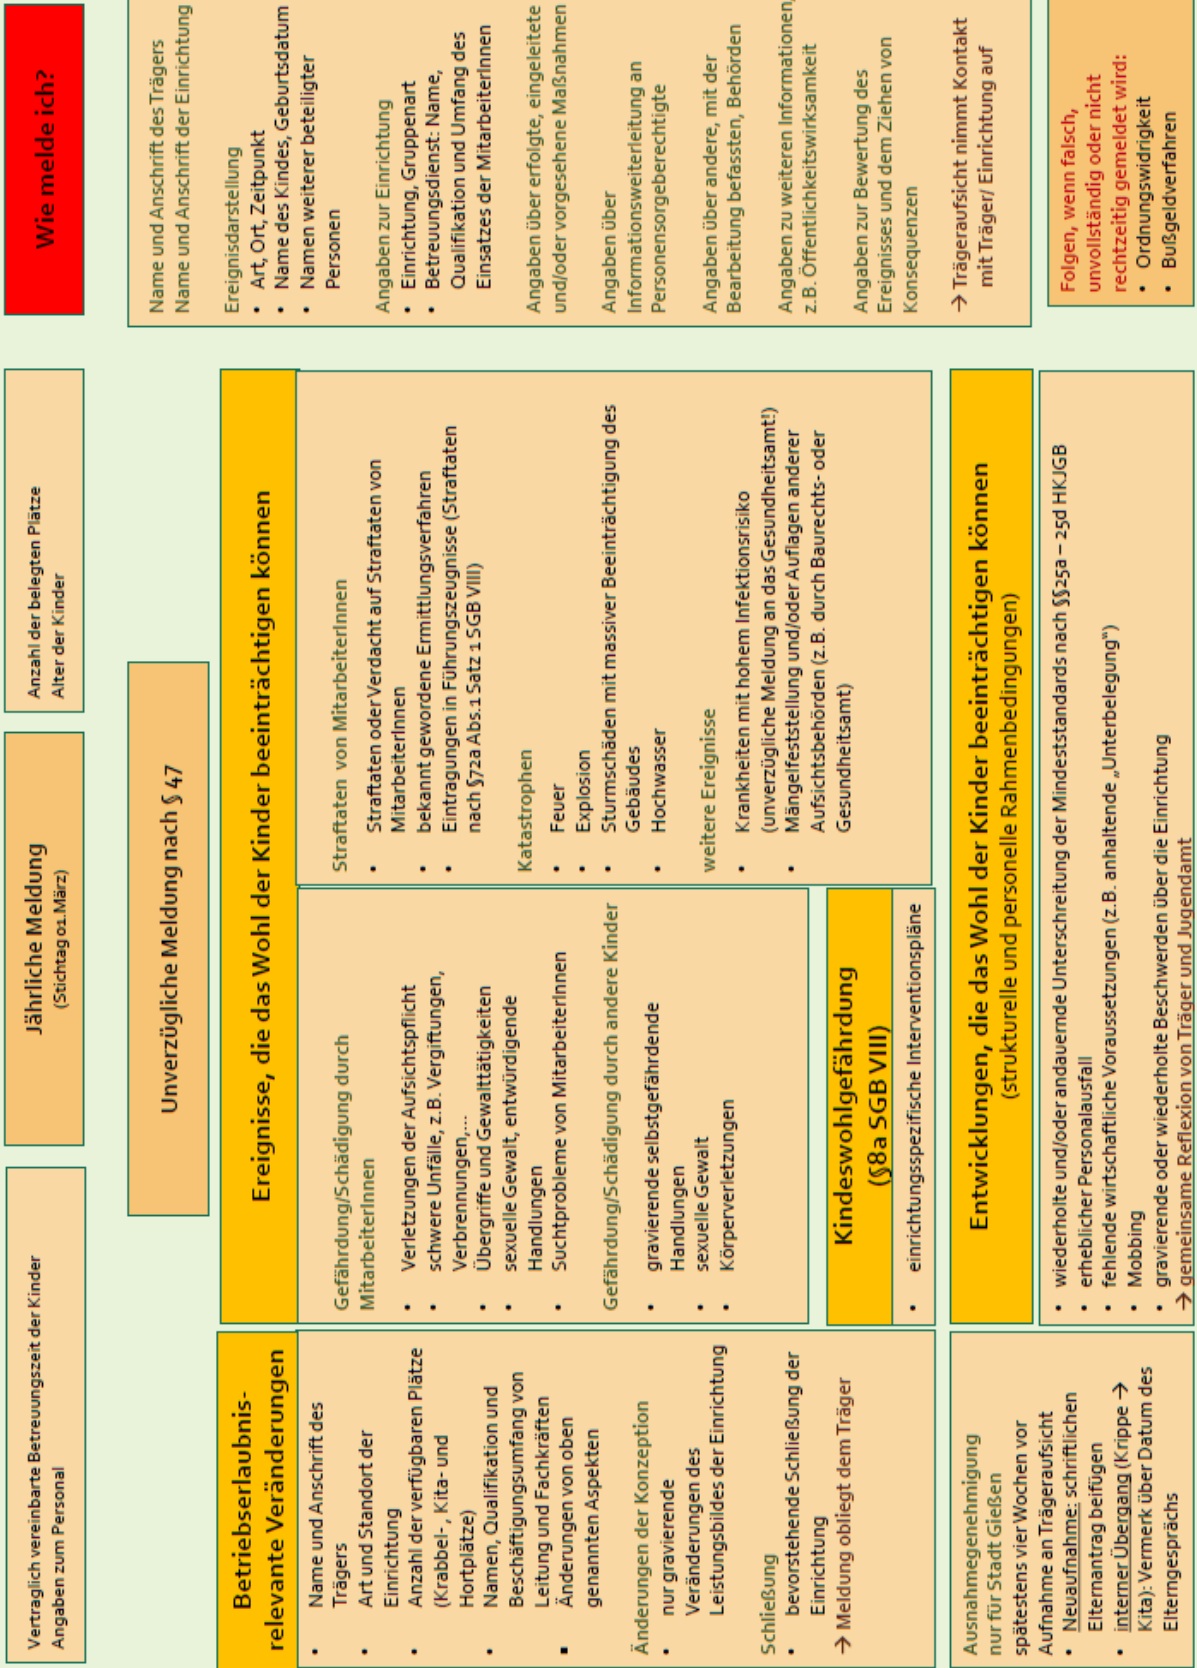 Vertraglich vereinbarte Betreuungszeit der Kinder
Angaben zum Personal
Jährliche Meldung
(Stichtag 01.März)
Anzahl der belegten Plätze
Alter der Kinder
Wie melde ich?
Unverzügliche Meldung nach § 47
Betriebserlaubnis-
relevante Veränderungen
• Name und Anschrift des
Trägers
• Art und Standort der
Einrichtung
• Anzahl der verfügbaren Plätze
(Krabbel-, Kita- und
Hortplätze)
• Namen, Qualifikation und
Beschäftigungsumfang von
Leitung und Fachkräften
▪ Änderungen von oben
genannten Aspekten
Änderungen der Konzeption
• nur gravierende
Veränderungen des
Leistungsbildes der Einrichtung
Schließung
• bevorstehende Schließung der
Einrichtung
→ Meldung obliegt dem Träger
Ereignisse, die das Wohl der Kinder beeinträchtigen können
Gefährdung/Schädigung durch
MitarbeiterInnen
• Verletzungen der Aufsichtspflicht
• schwere Unfälle, z.B. Vergiftungen,
Verbrennungen,...
• Übergriffe und Gewalttätigkeiten
• sexuelle Gewalt, entwürdigende
Handlungen
• Suchtprobleme von MitarbeiterInnen
Gefährdung/Schädigung durch andere Kinder
• gravierende selbstgefährdende
Handlungen
• sexuelle Gewalt
• Körperverletzungen
Straftaten von MitarbeiterInnen
• Straftaten oder Verdacht auf Straftaten von
MitarbeiterInnen
• bekannt gewordene Ermittlungsverfahren
• Eintragungen in Führungszeugnisse (Straftaten
nach §72a Abs.1 Satz 1 SGB VIII)
Katastrophen
• Feuer
• Explosion
• Sturmschäden mit massiver Beeinträchtigung des
Gebäudes
• Hochwasser
weitere Ereignisse
• Krankheiten mit hohem Infektionsrisiko
(unverzügliche Meldung an das Gesundheitsamt!)
• Mängelfeststellung und/oder Auflagen anderer
Aufsichtsbehörden (z.B. durch Baurechts- oder
Gesundheitsamt)
Kindeswohlgefährdung
(§8a SGB VIII)
• einrichtungsspezifische Interventionspläne
Name und Anschrift des Trägers
Name und Anschrift der Einrichtung
Ereignisdarstellung
• Art, Ort, Zeitpunkt
• Name des Kindes, Geburtsdatum
• Namen weiterer beteiligter
Personen
Angaben zur Einrichtung
• Einrichtung, Gruppenart
• Betreuungsdienst: Name,
Qualifikation und Umfang des
Einsatzes der MitarbeiterInnen
Angaben über erfolgte, eingeleitete
und/oder vorgesehene Maßnahmen
Angaben über
Informationsweiterleitung an
Personensorgeberechtigte
Angaben über andere, mit der
Bearbeitung befassten, Behörden
Angaben zu weiteren Informationen,
z.B. Öffentlichkeitswirksamkeit
Angaben zur Bewertung des
Ereignisses und dem Ziehen von
Konsequenzen
→ Trägeraufsicht nimmt Kontakt
mit Träger/ Einrichtung auf
Ausnahmegenehmigung
nur für Stadt Gießen
spätestens vier Wochen vor
Aufnahme an Trägeraufsicht
• Neuaufnahme: schriftlichen
Elternantrag beifügen
• interner Übergang (Krippe →
Kita): Vermerk über Datum des
Elterngesprächs
Entwicklungen, die das Wohl der Kinder beeinträchtigen können
(strukturelle und personelle Rahmenbedingungen)
• wiederholte und/oder andauernde Unterschreitung der Mindeststandards nach §§25a – 25d HKJGB
• erheblicher Personalausfall
• fehlende wirtschaftliche Voraussetzungen (z.B. anhaltende „Unterbelegung“)
• Mobbing
• gravierende oder wiederholte Beschwerden über die Einrichtung
→ gemeinsame Reflexion von Träger und Jugendamt
Folgen, wenn falsch,
unvollständig oder nicht
rechtzeitig gemeldet wird:
• Ordnungswidrigkeit
• Bußgeldverfahren